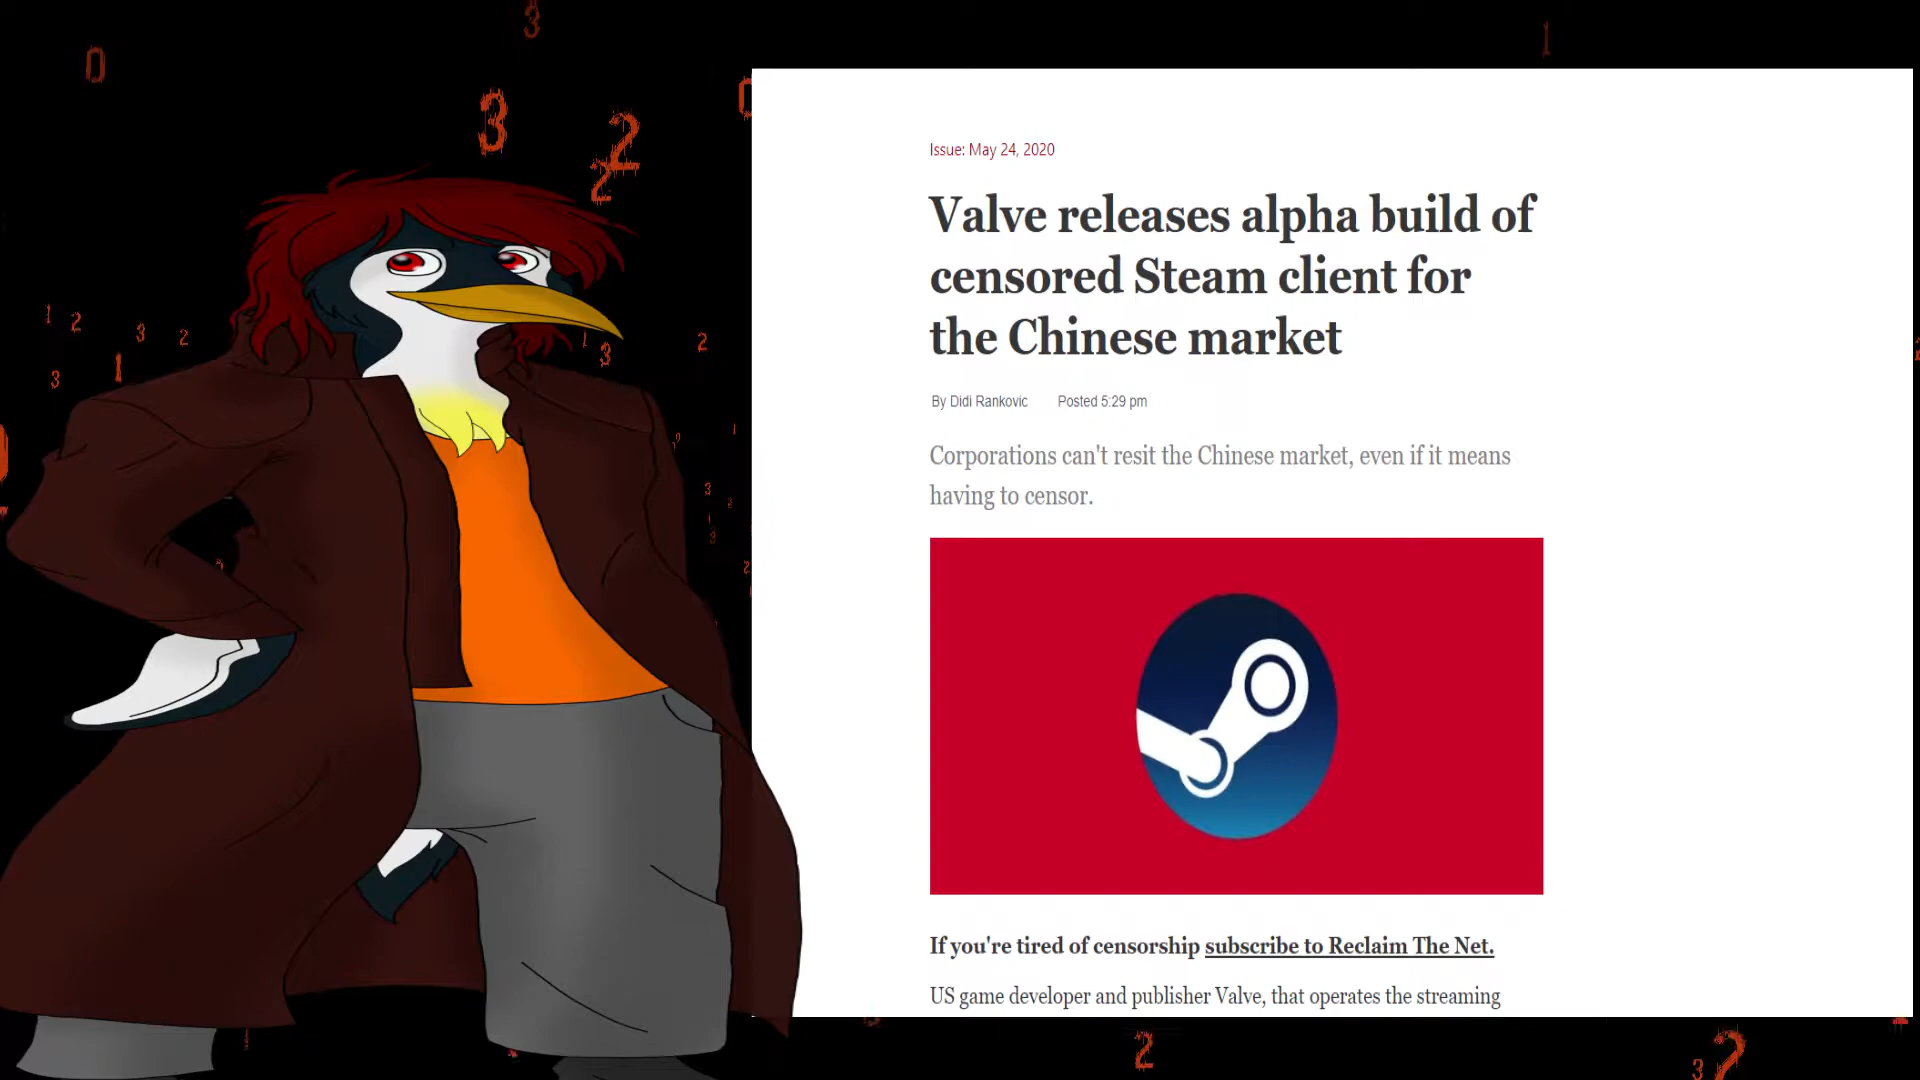 Issue: May 24, 2020
Valve releases alpha build of
censored Steam client for
the Chinese market
By Didi Rankovic Posted 5:29 pm
Corporations can't resit the Chinese market, even if it means
having to censor.
If you're tired of censorship subscribe to Reclaim The Net.
US game developer and publisher Valve, that operates the streaming